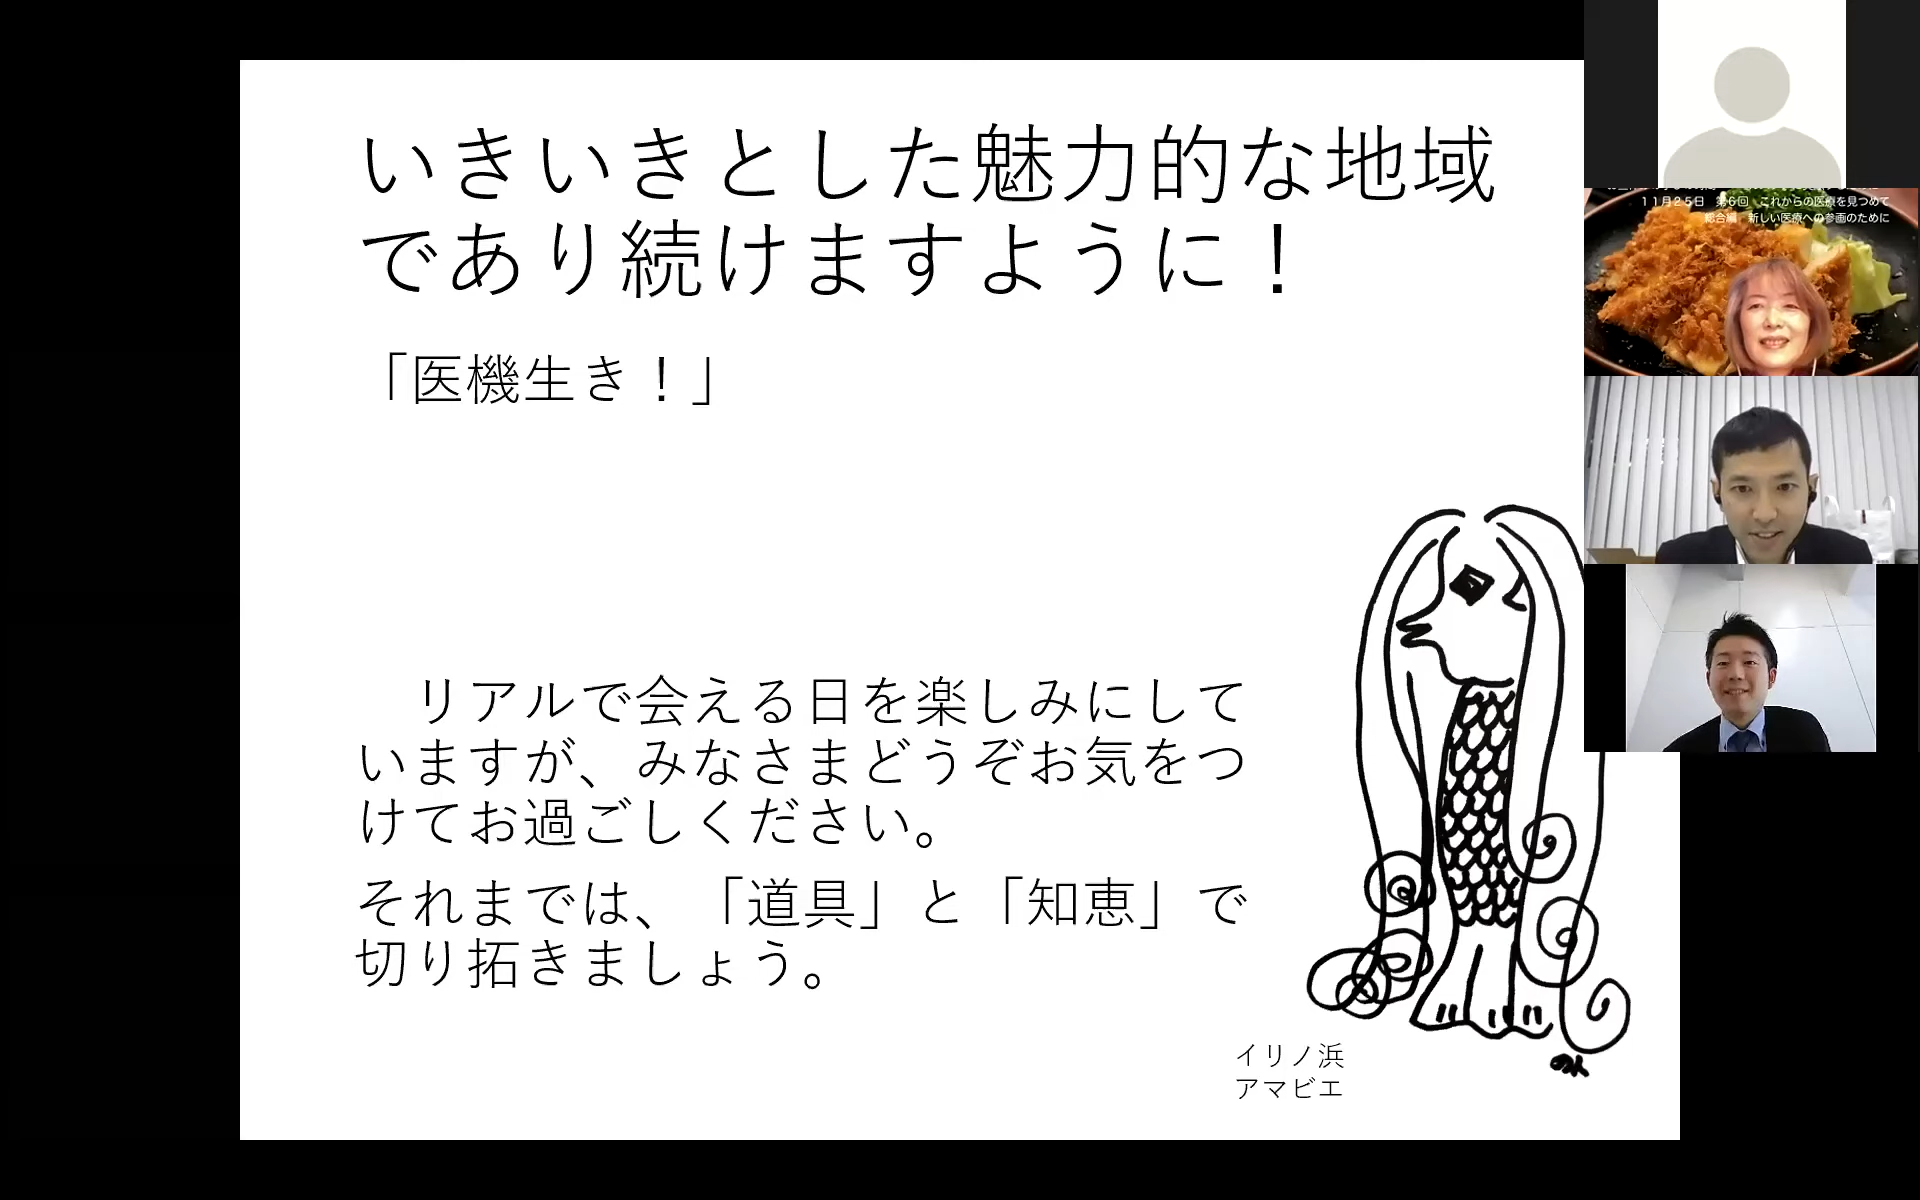 いきいきとした魅力的な地域
であり続けますように！
「医機生き！」
リアルで会える日を楽しみにして
いますが、みなさまどうぞお気をつ
けてお過ごしください。
それまでは、「道具」と「知恵」で
切り拓きましょう。
イリノ浜
アマビエ
１１月２５日　第６回　これからの医療を見つめて
総合編　新しい医療への参画のために